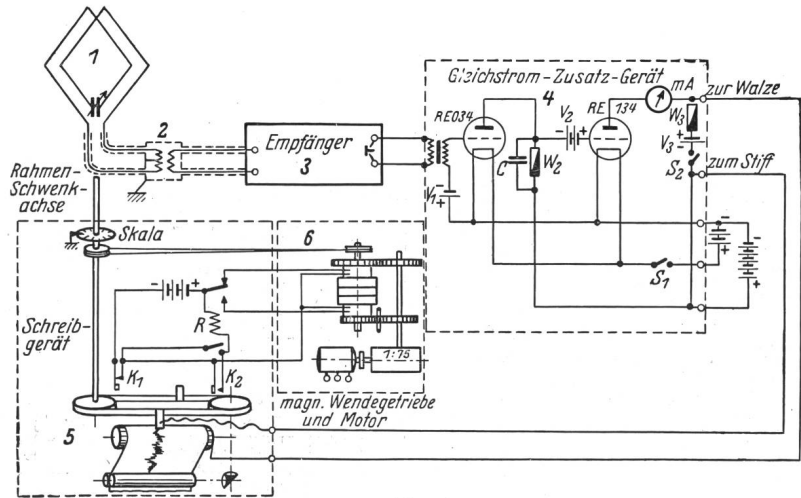 1
2
Empfänger
3
Gleichstrom-Zusatz-Gerät
4
RE034
V2
RE 134
mA
zur Walze
W3
V3
S2
zum Stift
C
W2
V1
S1
Rahmen-
Schwenk-
achse
Skala
6
R
Schreib-
gerät
K1
K2
1:75
magn. Wendegetriebe
und Motor
5